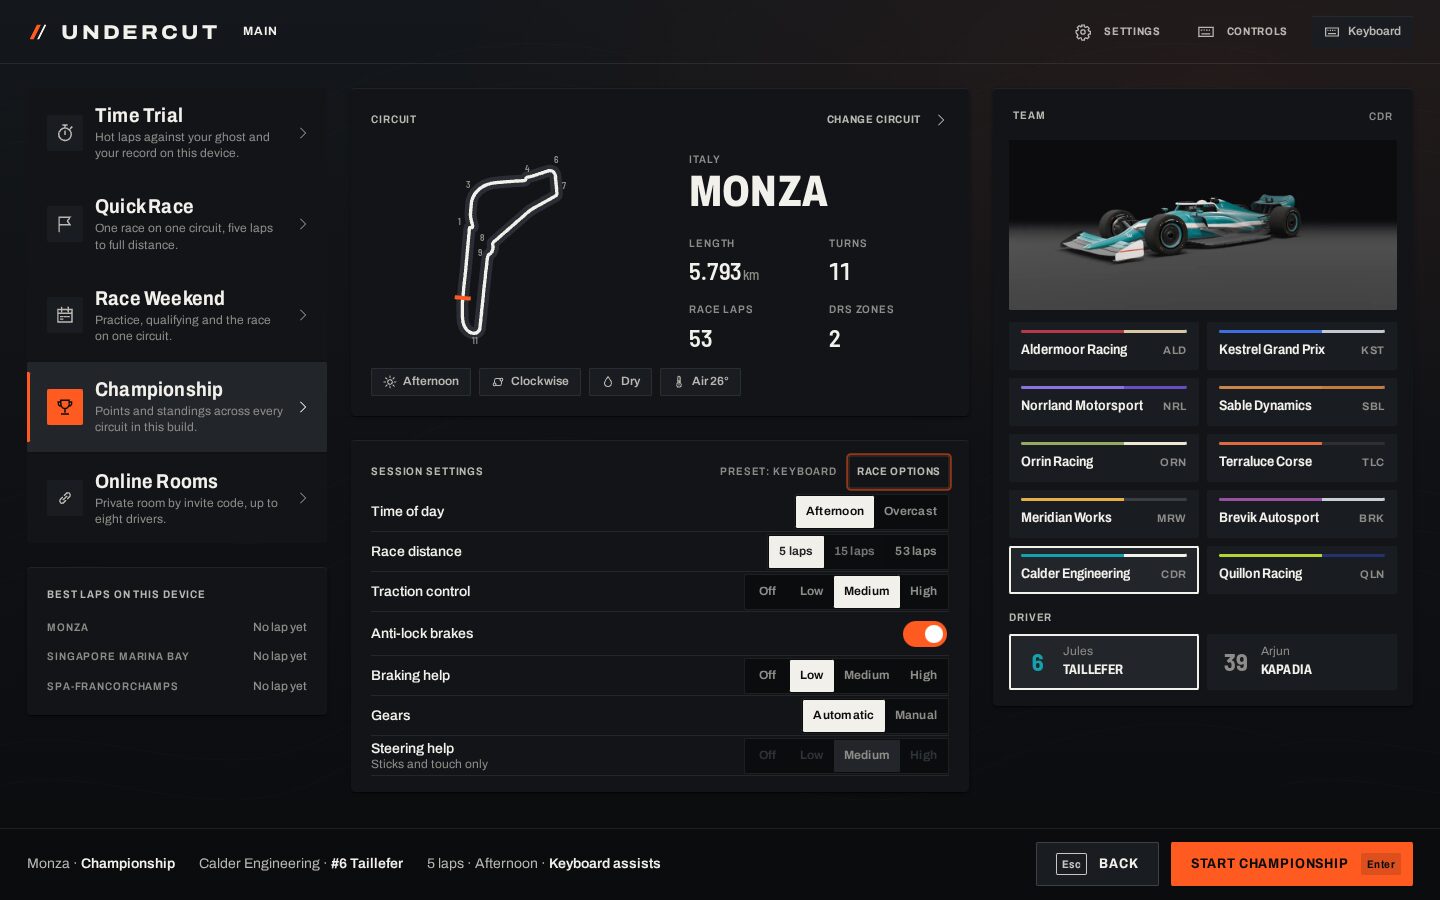 // UNDERCUT MAIN SETTINGS CONTROLS Keyboard
Time Trial
Hot laps against your ghost and
your record on this device.
Quick Race
One race on one circuit, five laps
to full distance.
Race Weekend
Practice, qualifying and the race
on one circuit.
Championship
Points and standings across every
circuit in this build.
Online Rooms
Private room by invite code, up to
eight drivers.
BEST LAPS ON THIS DEVICE
MONZA No lap yet
SINGAPORE MARINA BAY No lap yet
SPA-FRANCORCHAMPS No lap yet
CIRCUIT CHANGE CIRCUIT
1
3
4
6
7
8
9
11
ITALY
MONZA
LENGTH TURNS
5.793 km 11
RACE LAPS DRS ZONES
53 2
Afternoon Clockwise Dry Air 26°
SESSION SETTINGS PRESET: KEYBOARD RACE OPTIONS
Time of day Afternoon Overcast
Race distance 5 laps 15 laps 53 laps
Traction control Off Low Medium High
Anti-lock brakes
Braking help Off Low Medium High
Gears Automatic Manual
Steering help Off Low Medium High
Sticks and touch only
TEAM CDR
Aldermoor Racing ALD Kestrel Grand Prix KST
Norrland Motorsport NRL Sable Dynamics SBL
Orrin Racing ORN Terraluce Corse TLC
Meridian Works MRW Brevik Autosport BRK
Calder Engineering CDR Quillon Racing QLN
DRIVER
6 Jules TAILLEFER 39 Arjun KAPADIA
Monza · Championship Calder Engineering · #6 Taillefer 5 laps · Afternoon · Keyboard assists
Esc BACK START CHAMPIONSHIP Enter